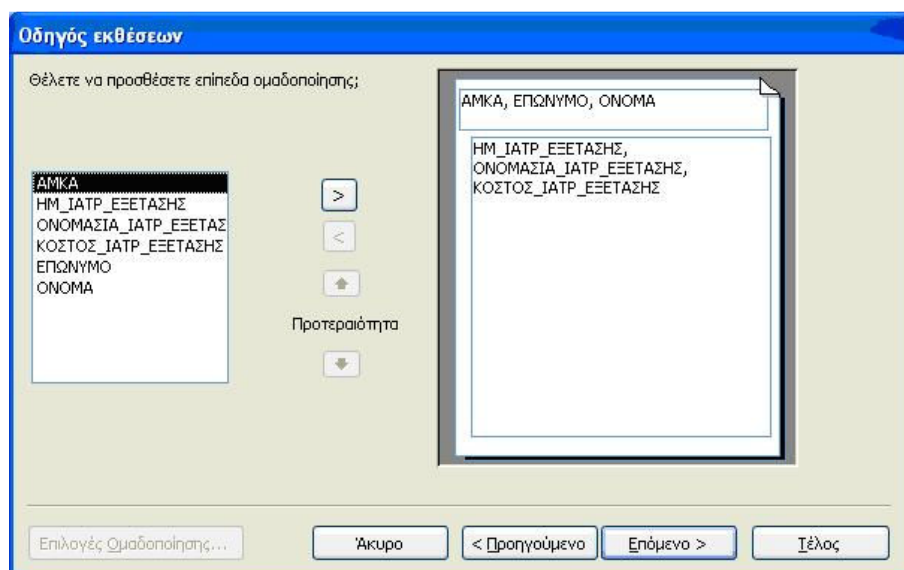 Οδηγός εκθέσεων
Θέλετε να προσθέσετε επίπεδα ομαδοποίησης;
ΑΜΚΑ
ΗΜ_ΙΑΤΡ_ΕΞΕΤΑΣΗΣ
ΟΝΟΜΑΣΙΑ_ΙΑΤΡ_ΕΞΕΤΑΣ
ΚΟΣΤΟΣ_ΙΑΤΡ_ΕΞΕΤΑΣΗΣ
ΕΠΩΝΥΜΟ
ΟΝΟΜΑ
>
<
Προτεραιότητα
ΑΜΚΑ, ΕΠΩΝΥΜΟ, ΟΝΟΜΑ
ΗΜ_ΙΑΤΡ_ΕΞΕΤΑΣΗΣ,
ΟΝΟΜΑΣΙΑ_ΙΑΤΡ_ΕΞΕΤΑΣΗΣ,
ΚΟΣΤΟΣ_ΙΑΤΡ_ΕΞΕΤΑΣΗΣ
Επιλογές Ομαδοποίησης... Άκυρο < Προηγούμενο Επόμενο > Τέλος